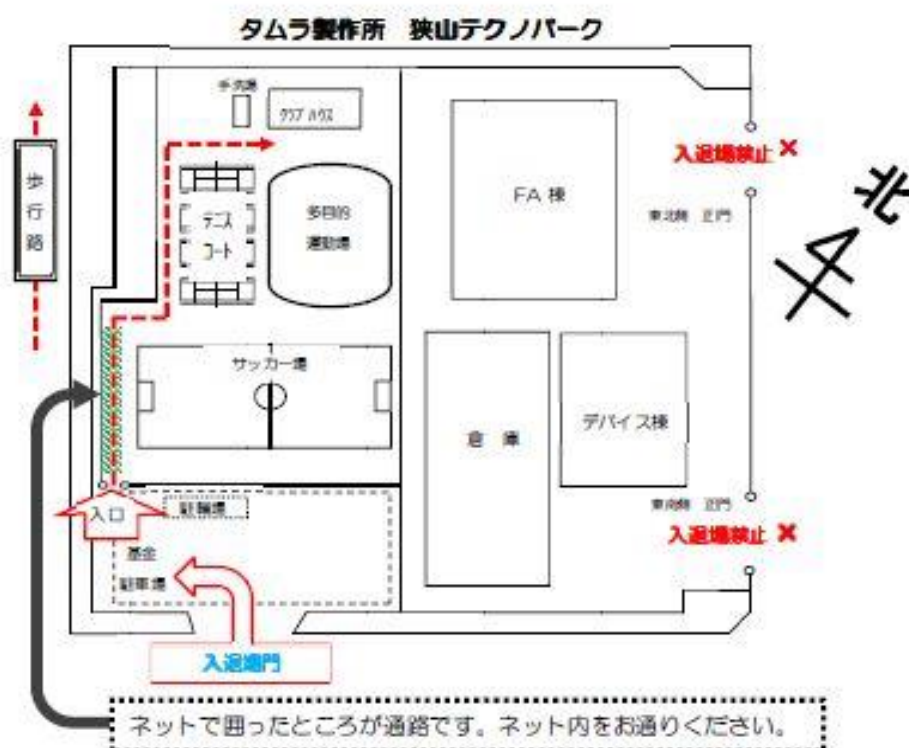 タムラ製作所　狭山テクノパーク
手洗場
クラブ ハウス
入退場禁止 ×
歩行路
FA 棟
東北側　正門
北
テニス
コート
多目的
運動場
サッカー場
倉　庫
デバイス棟
東南側　正門
入退場禁止 ×
入口
駐輪場
基金
駐車場
入退場門
ネットで囲ったところが通路です。ネット内をお通りください。